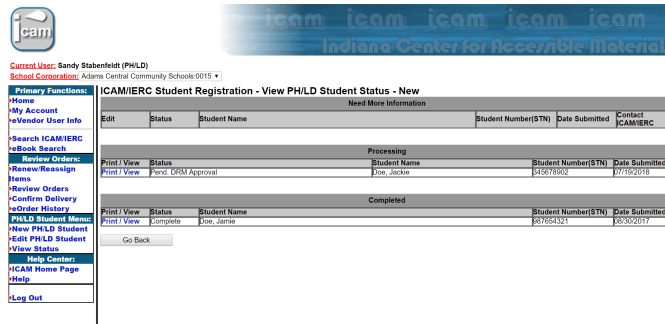 icam
icam icam icam icam icam
Indiana Center for Accessible Material
Current User: Sandy Stabenfeldt (PH/LD)
School Corporation: Adams Central Community Schools:0015
Primary Functions:
Home
My Account
eVendor User Info
Search ICAM/IERC
eBook Search
Review Orders:
Renew/Reassign
Items
Review Orders
Confirm Delivery
eOrder History
PH/LD Student Menu:
New PH/LD Student
Edit PH/LD Student
View Status
Help Center:
ICAM Home Page
Help
Log Out
ICAM/IERC Student Registration - View PH/LD Student Status - New
Need More Information
Edit Status Student Name Student Number(STN) Date Submitted Contact ICAM/IERC
Processing
Print / View Status Student Name Student Number(STN) Date Submitted
Print / View Pend. DRM Approval Doe, Jackie 345678902 07/19/2018
Completed
Print / View Status Student Name Student Number(STN) Date Submitted
Print / View Complete Doe, Jamie 987654321 08/30/2017
Go Back